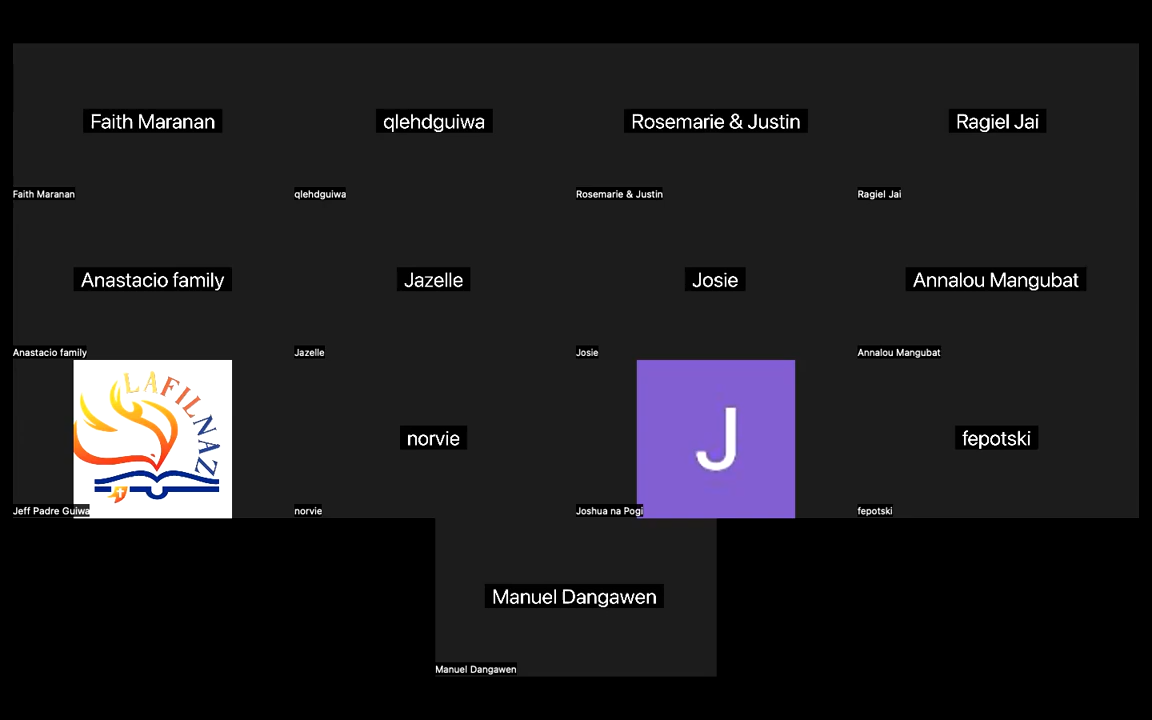 Faith Maranan
qlehdguiwa
Rosemarie & Justin
Ragiel Jai
Faith Maranan
qlehdguiwa
Rosemarie & Justin
Ragiel Jai
Anastacio family
Jazelle
Josie
Annalou Mangubat
Anastacio family
Jazelle
Josie
Annalou Mangubat
LAFILNAZ
norvie
J
fepotski
Jeff Padre Guiwa
norvie
Joshua na Pogi
fepotski
Manuel Dangawen
Manuel Dangawen